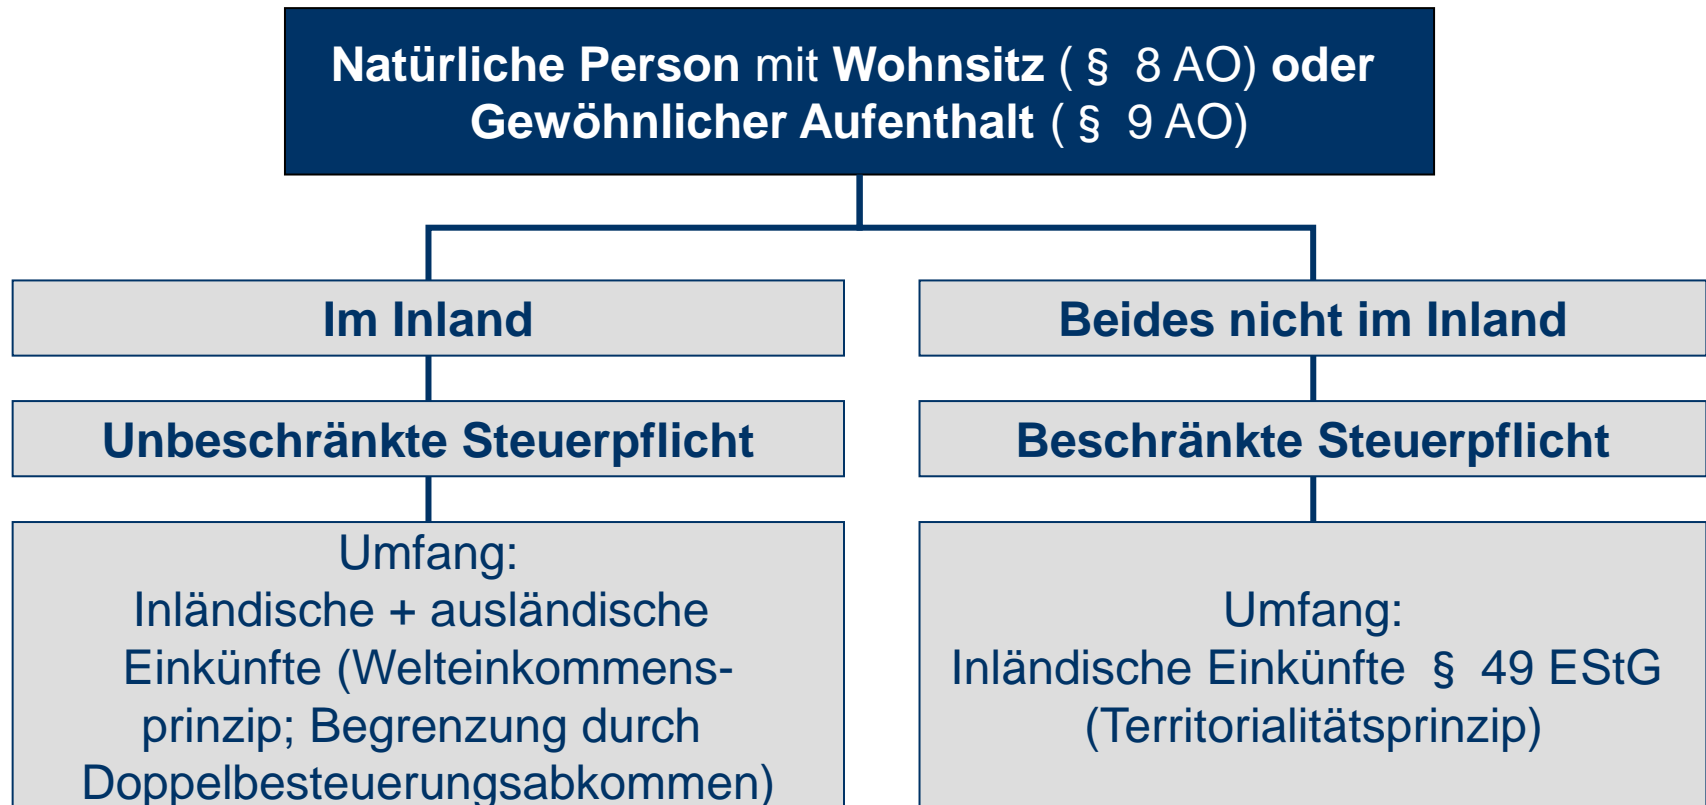 Natürliche Person mit Wohnsitz ( § 8 AO) oder
Gewöhnlicher Aufenthalt ( § 9 AO)
Im Inland
Beides nicht im Inland
Unbeschränkte Steuerpflicht
Beschränkte Steuerpflicht
Umfang:
Inländische + ausländische
Einkünfte (Welteinkommens-
prinzip; Begrenzung durch
Doppelbesteuerungsabkommen)
Umfang:
Inländische Einkünfte § 49 EStG
(Territorialitätsprinzip)